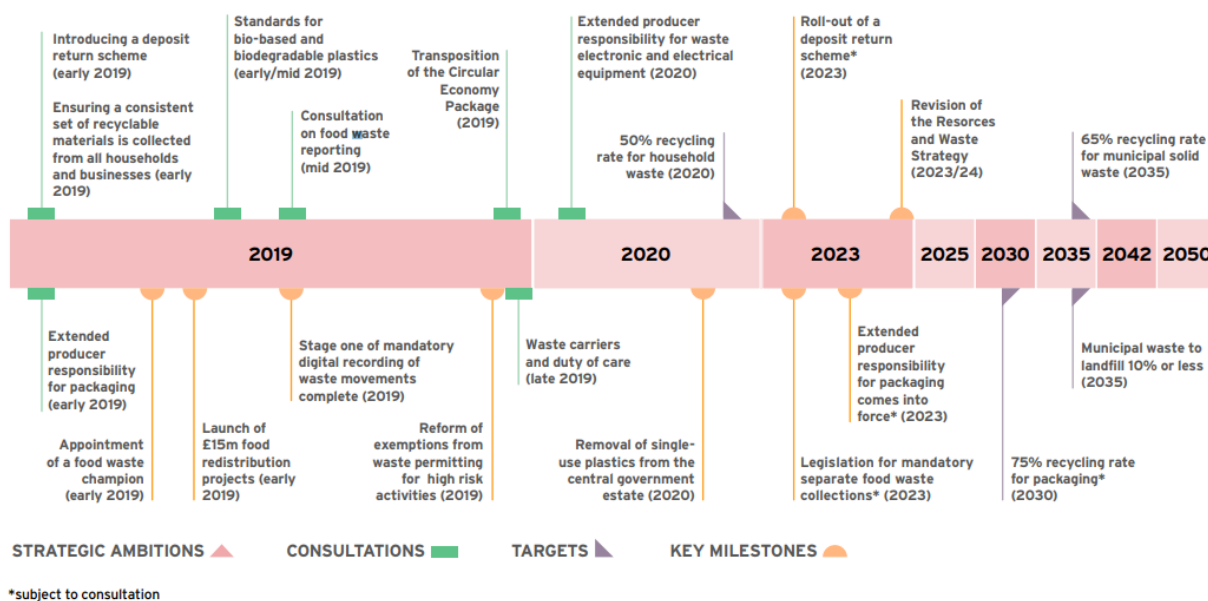 Introducing a deposit
return scheme
(early 2019)
Ensuring a consistent
set of recyclable
materials is collected
from all households
and businesses (early
2019)
Standards for
bio-based and
biodegradable plastics
(early/mid 2019)
Consultation
on food waste
reporting
(mid 2019)
Transposition
of the Circular
Economy
Package
(2019)
Extended producer
responsibility for waste
electronic and electrical
equipment (2020)
50% recycling
rate for household
waste (2020)
Roll-out of a
deposit return
scheme*
(2023)
Revision of
the Resorces
and Waste
Strategy
(2023/24)
65% recycling rate
for municipal solid
waste (2035)
2019
2020
2023
2025
2030
2035
2042
2050
Extended
producer
responsibility
for packaging
(early 2019)
Appointment
of a food waste
champion
(early 2019)
Launch of
£15m food
redistribution
projects (early
2019)
Stage one of mandatory
digital recording of
waste movements
complete (2019)
Reform of
exemptions from
waste permitting
for high risk
activities (2019)
Waste carriers
and duty of care
(late 2019)
Removal of single-
use plastics from the
central government
estate (2020)
Extended
producer
responsibility
for packaging
comes into
force* (2023)
Legislation for mandatory
separate food waste
collections* (2023)
75% recycling rate
for packaging*
(2030)
Municipal waste to
landfill 10% or less
(2035)
STRATEGIC AMBITIONS
CONSULTATIONS
TARGETS
KEY MILESTONES
*subject to consultation